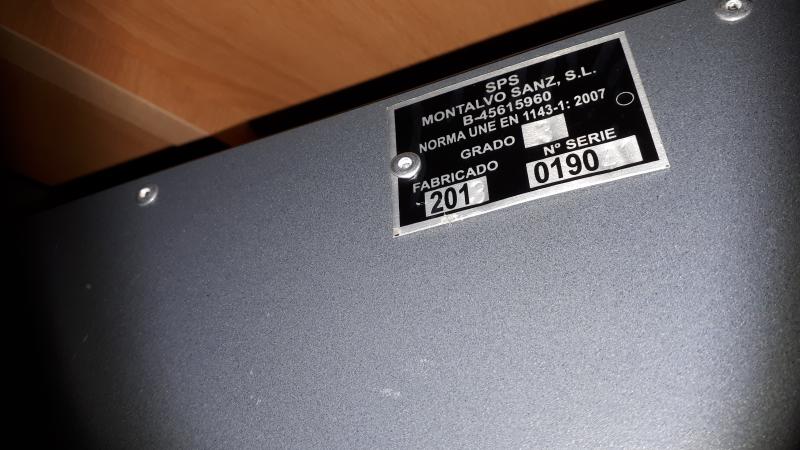 SPS
MONTALVO SANZ, S.L.
B-45615960
NORMA UNE EN 1143-1: 2007
GRADO
FABRICADO Nº SERIE
201 0190